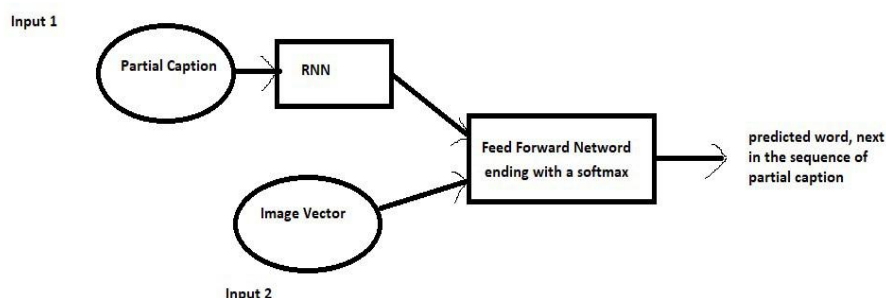 Input 1
Partial Caption
RNN
Feed Forward Netword
ending with a softmax
predicted word, next
in the sequence of
partial caption
Image Vector
Input 2